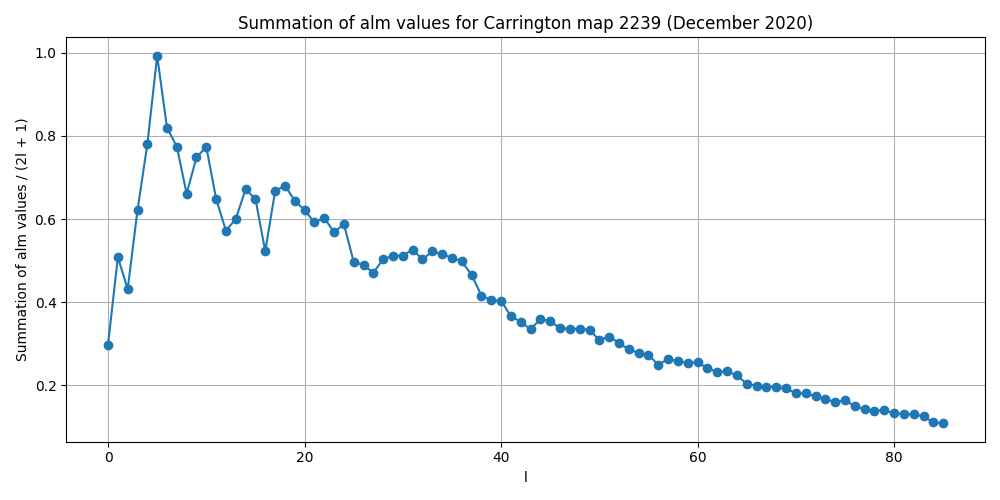 Summation of alm values for Carrington map 2239 (December 2020)
Summation of alm values / (2l + 1)
1.0
0.8
0.6
0.4
0.2
0 20 40 60 80
l